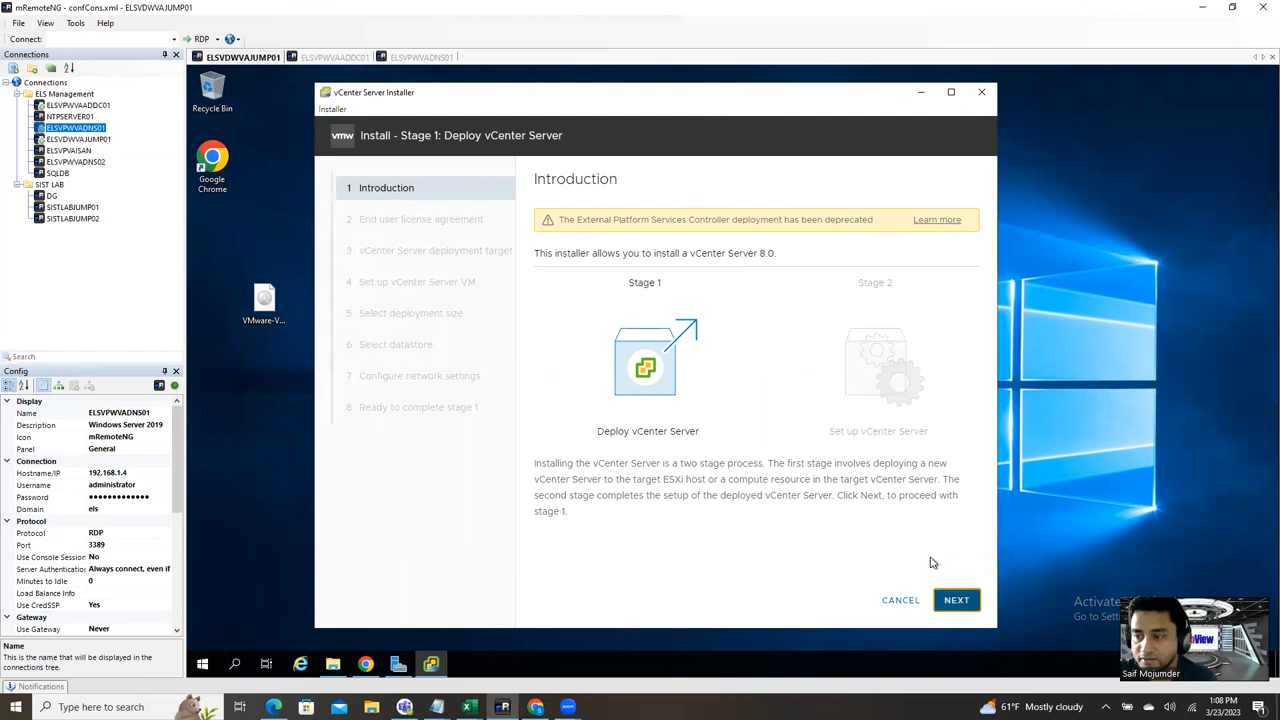 mRemoteNG - confCons.xml - ELSVDWVAJUMP01
File View Tools Help
Connect: RDP
Connections
ELSVDWVAJUMP01 ELSVPWVAADDC01 ELSVPWVADNS01
Connections
ELS Management
ELSVPWVAADDC01
NTPSERVER01
ELSVPWVADNS01
ELSVDWVAJUMP01
ELSVPVAISAN
ELSVPWVADNS02
SQLDB
SIST LAB
DG
SISTLABJUMP01
SISTLABJUMP02
Search
Config
Display
Name ELSVPWVADNS01
Description Windows Server 2019
Icon mRemoteNG
Panel General
Connection
Hostname/IP 192.168.1.4
Username administrator
Password ●●●●●●●●●●●●●
Domain els
Protocol
Protocol RDP
Port 3389
Use Console Session No
Server Authentication Always connect, even if
Minutes to Idle 0
Load Balance Info
Use CredSSP Yes
Gateway
Use Gateway Never
Name
This is the name that will be displayed in the
connections tree.
Notifications
Recycle Bin
Google
Chrome
VMware-V...
vCenter Server Installer
Installer
vmw Install - Stage 1: Deploy vCenter Server
1 Introduction
2 End user license agreement
3 vCenter Server deployment target
4 Set up vCenter Server VM
5 Select deployment size
6 Select datastore
7 Configure network settings
8 Ready to complete stage 1
Introduction
The External Platform Services Controller deployment has been deprecated Learn more
This installer allows you to install a vCenter Server 8.0.
Stage 1 Stage 2
Deploy vCenter Server Set up vCenter Server
Installing the vCenter Server is a two stage process. The first stage involves deploying a new
vCenter Server to the target ESXi host or a compute resource in the target vCenter Server. The
second stage completes the setup of the deployed vCenter Server. Click Next, to proceed with
stage 1.
CANCEL NEXT
Activate
Go to Setti
Saif Mojumder
Type here to search
61°F Mostly cloudy
1:08 PM
3/23/2023